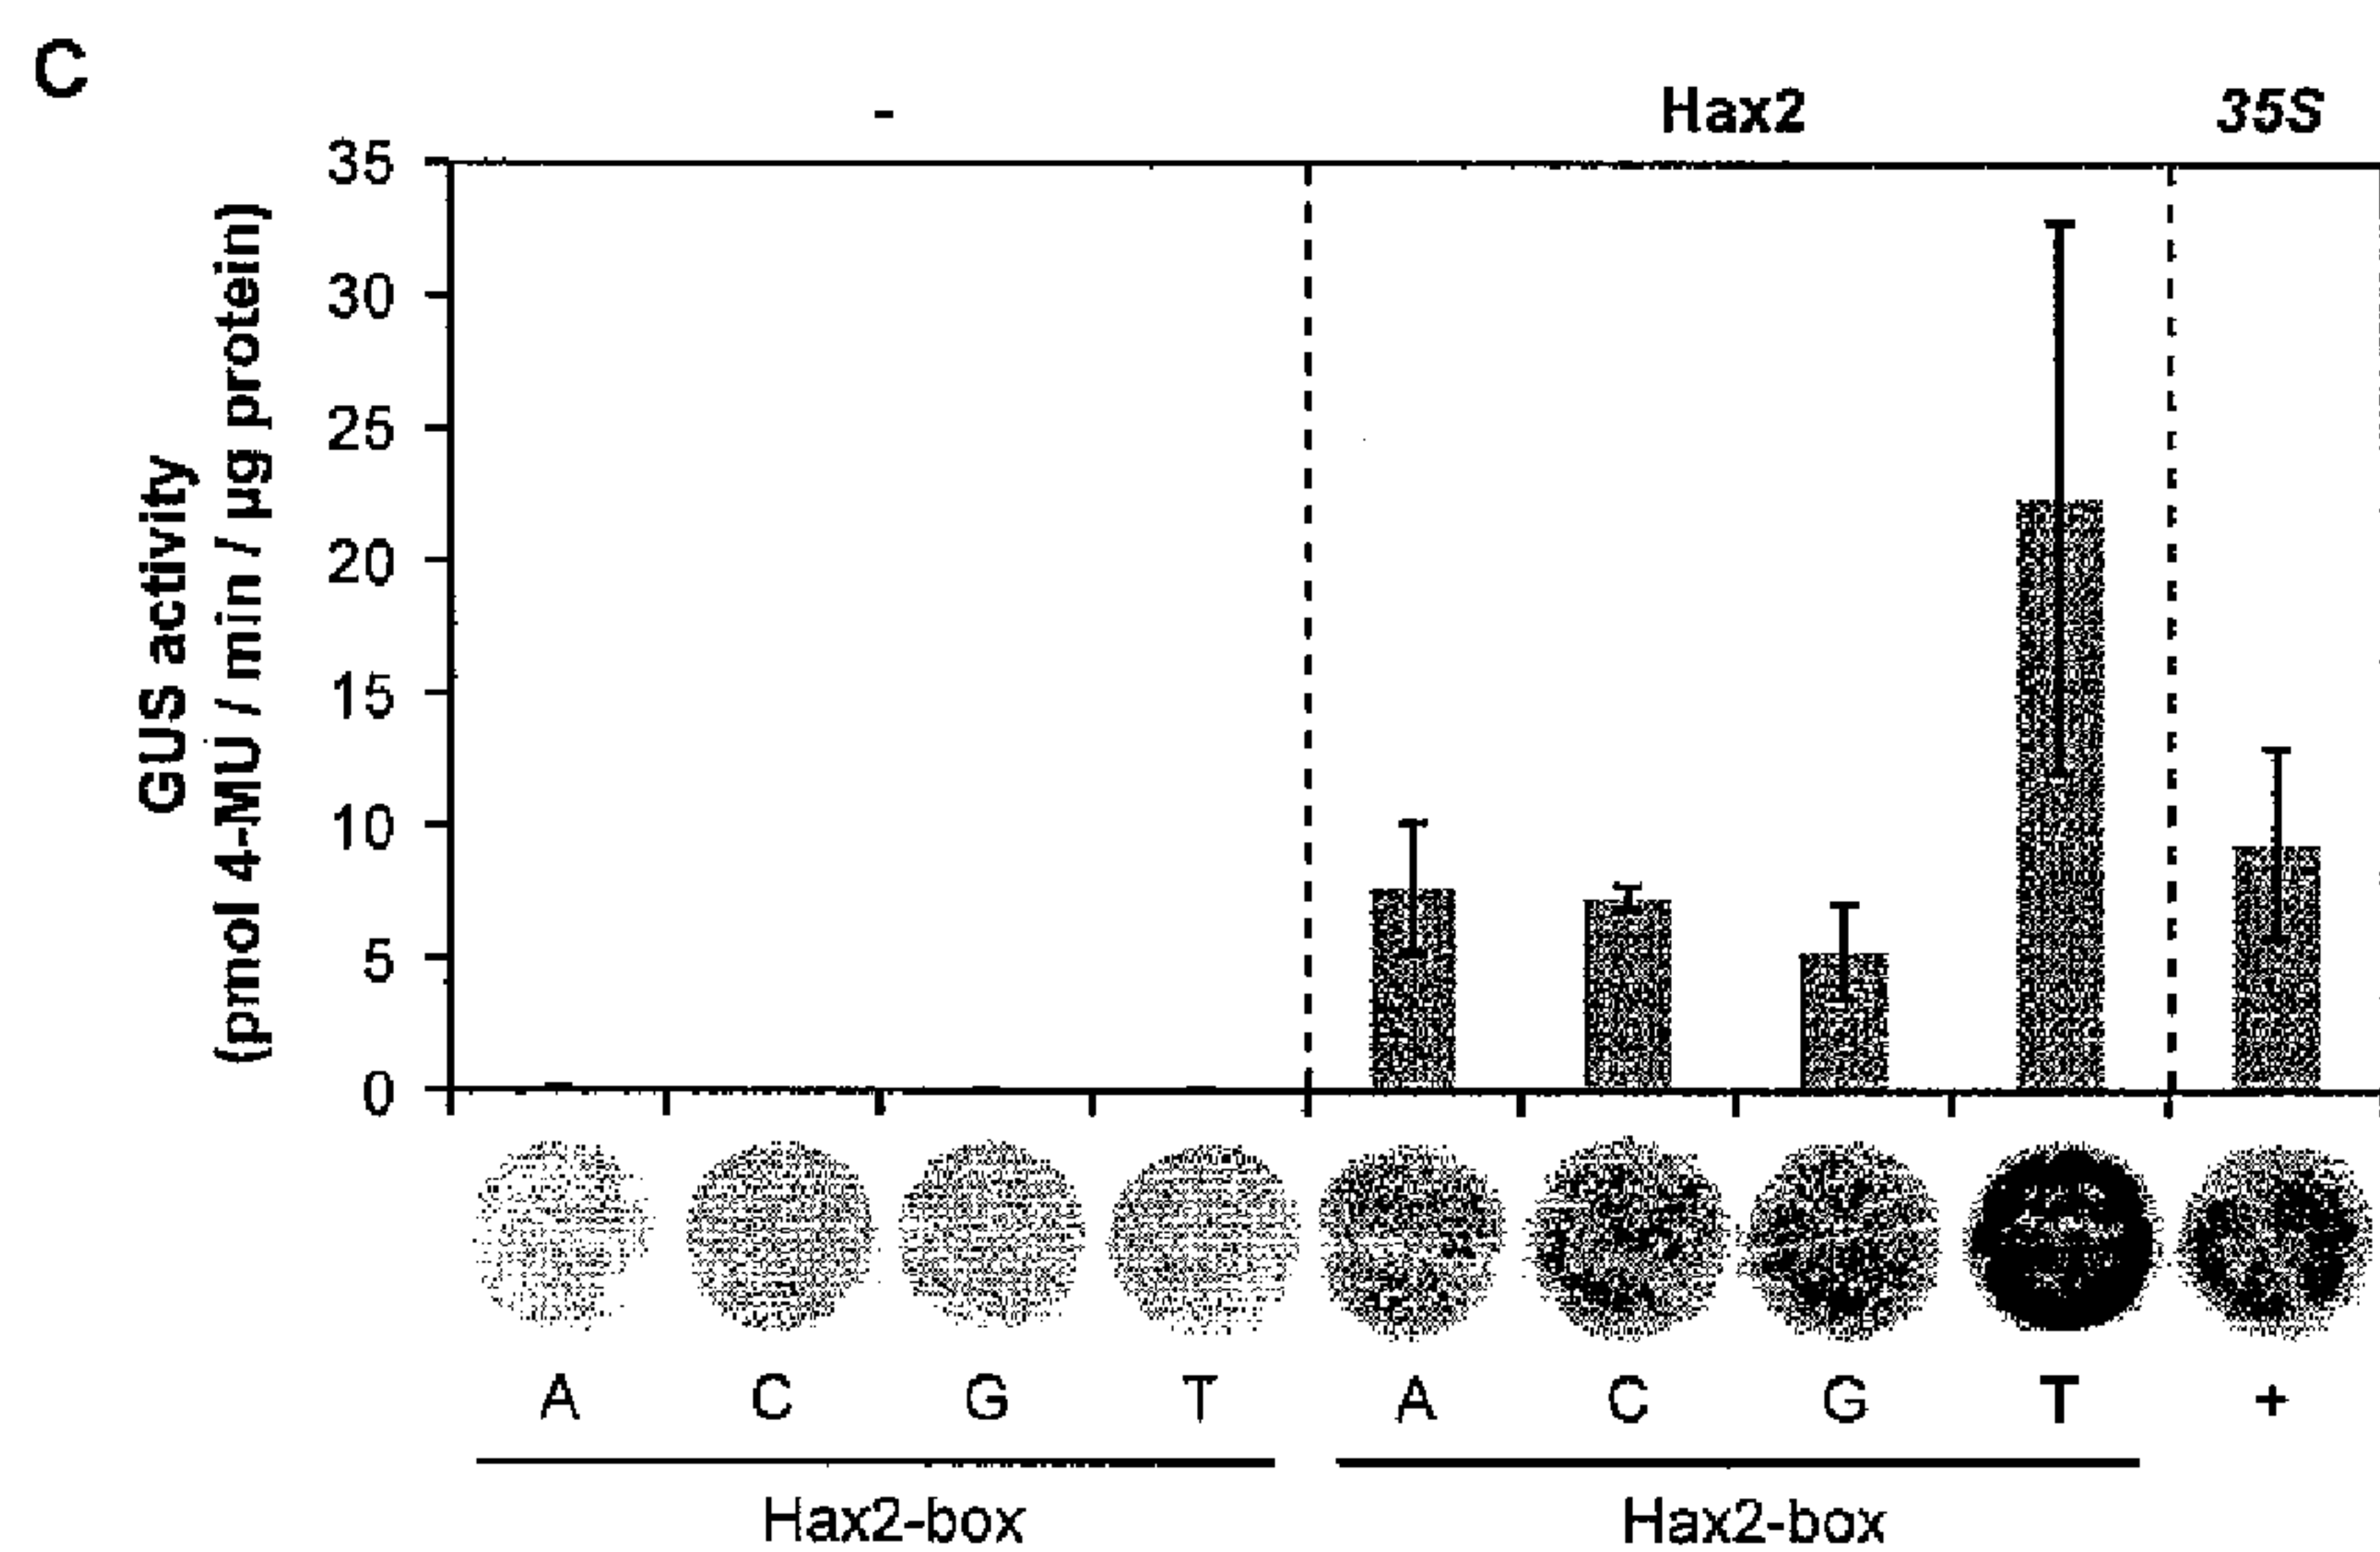 C
- Hax2 35S
GUS activity
(pmol 4-MU / min / µg protein)
35
30
25
20
15
10
5
0
A C G T A C G T +
Hax2-box Hax2-box